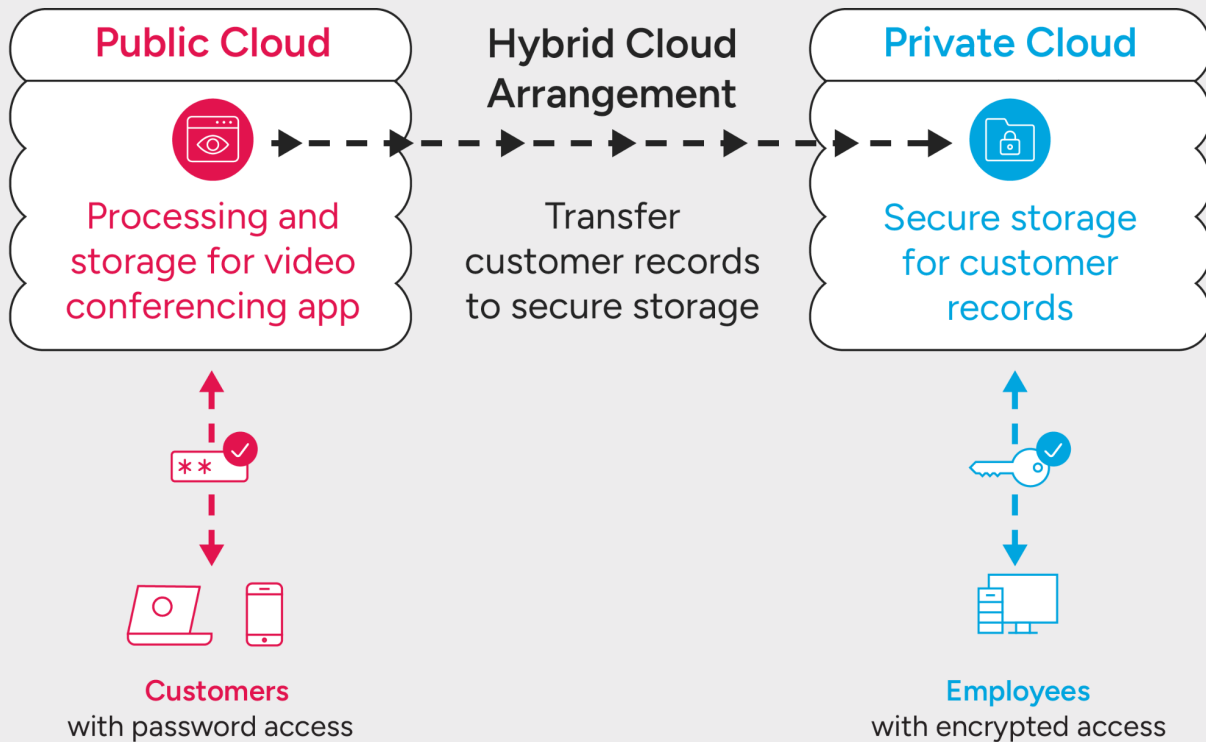 Public Cloud
Processing and
storage for video
conferencing app
Hybrid Cloud
Arrangement
Transfer
customer records
to secure storage
Private Cloud
Secure storage
for customer
records
**
Customers
with password access
Employees
with encrypted access